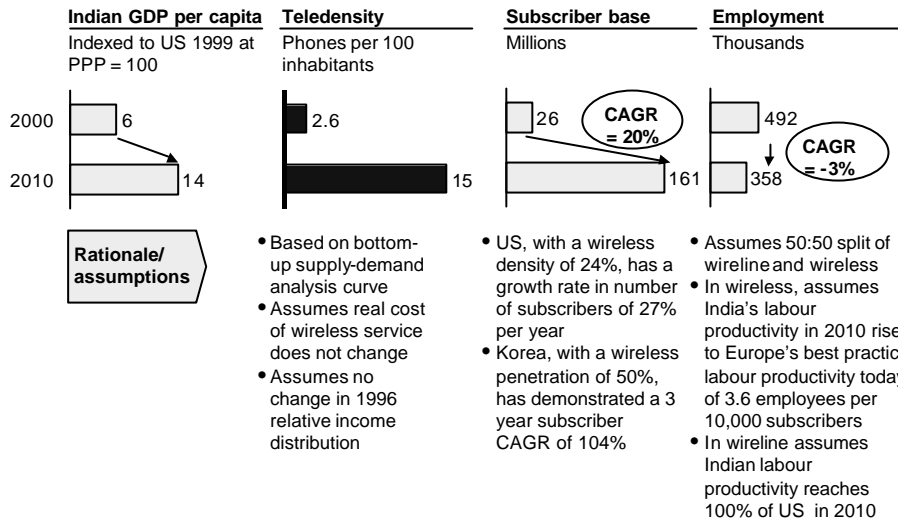 Indian GDP per capita
Indexed to US 1999 at
PPP = 100
2000
6
2010
14
Teledensity
Phones per 100
inhabitants
2.6
15
Subscriber base
Millions
26
161
CAGR
= 20%
Employment
Thousands
492
358
CAGR
= -3%
Rationale/
assumptions
• Based on bottom-
up supply-demand
analysis curve
• Assumes real cost
of wireless service
does not change
• Assumes no
change in 1996
relative income
distribution
• US, with a wireless
density of 24%, has a
growth rate in number
of subscribers of 27%
per year
• Korea, with a wireless
penetration of 50%,
has demonstrated a 3
year subscriber
CAGR of 104%
• Assumes 50:50 split of
wireline and wireless
• In wireless, assumes
India's labour
productivity in 2010 rise
to Europe's best practic
labour productivity today
of 3.6 employees per
10,000 subscribers
• In wireline assumes
Indian labour
productivity reaches
100% of US in 2010